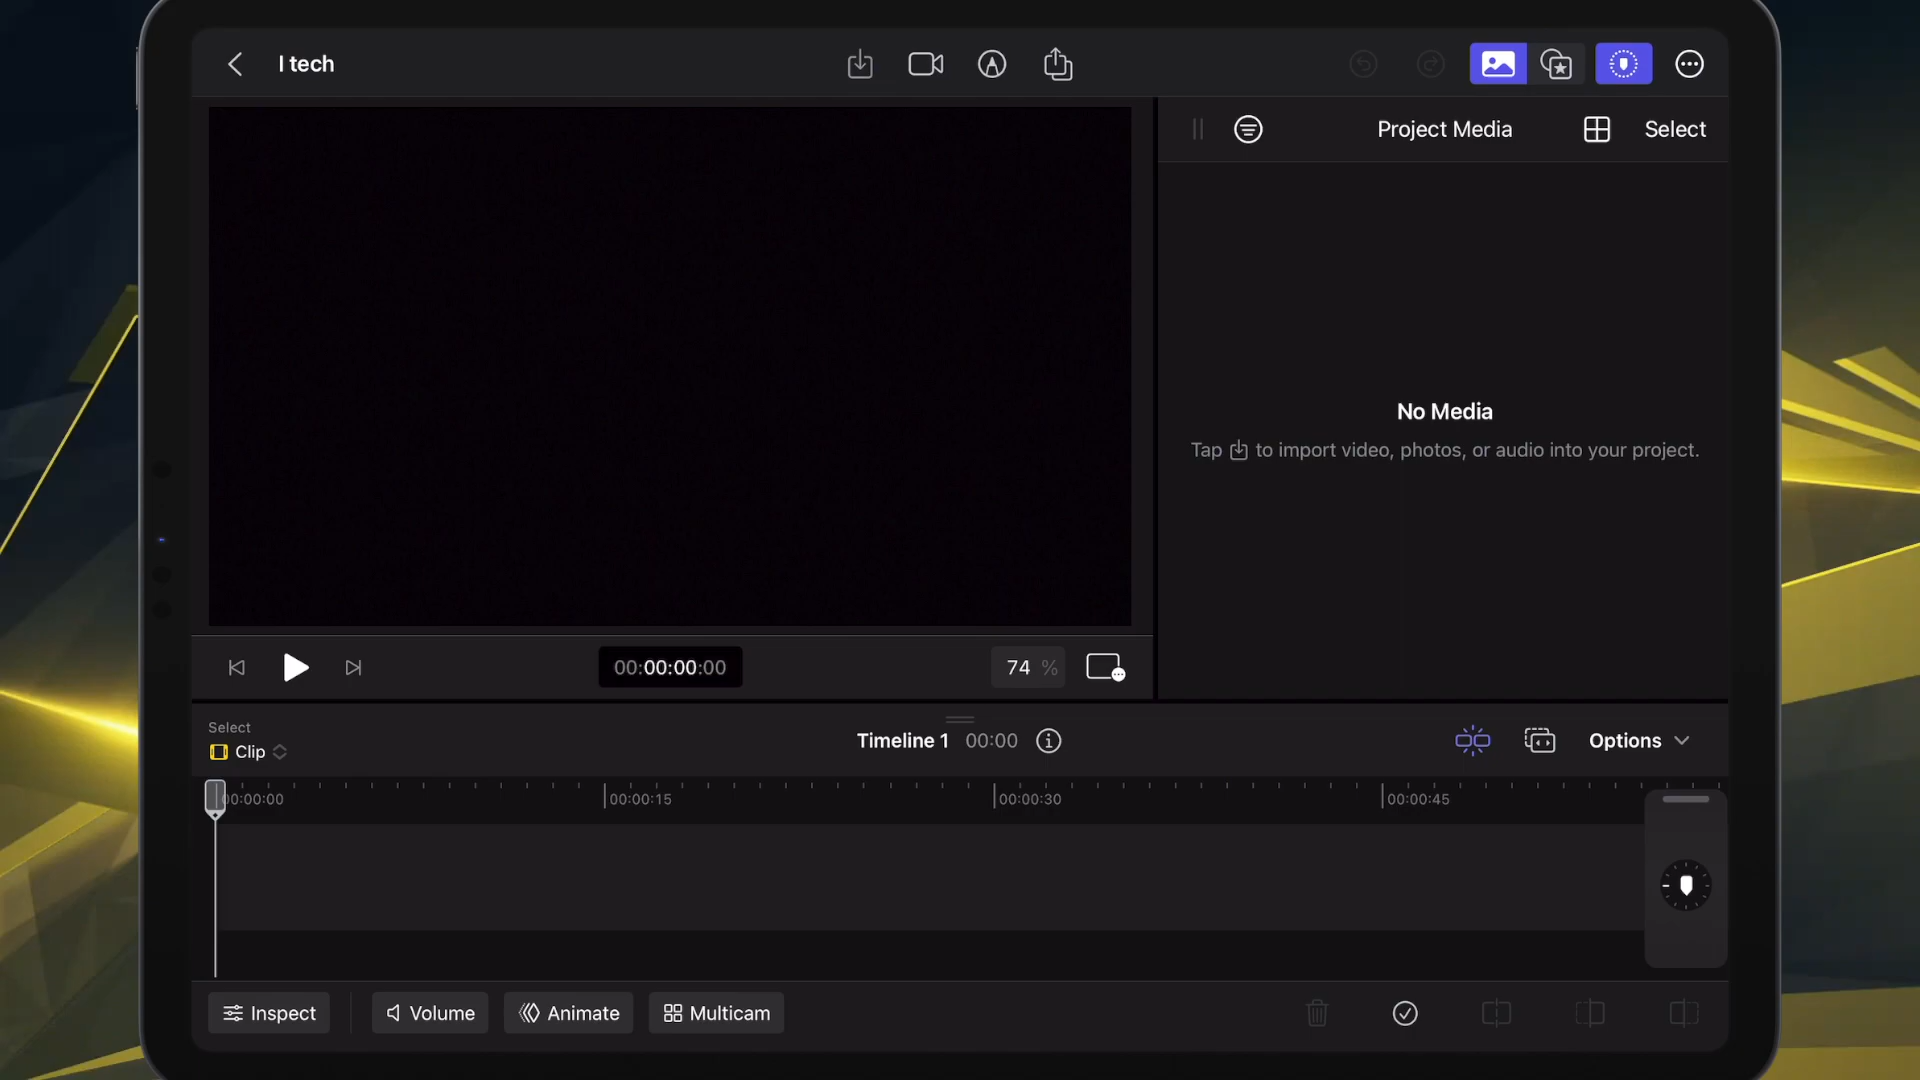 I tech
Project Media
Select
No Media
Tap to import video, photos, or audio into your project.
00:00:00:00
74 %
Select
Clip
Timeline 1 00:00
Options
00:00:00
00:00:15
00:00:30
00:00:45
Inspect
Volume
Animate
Multicam